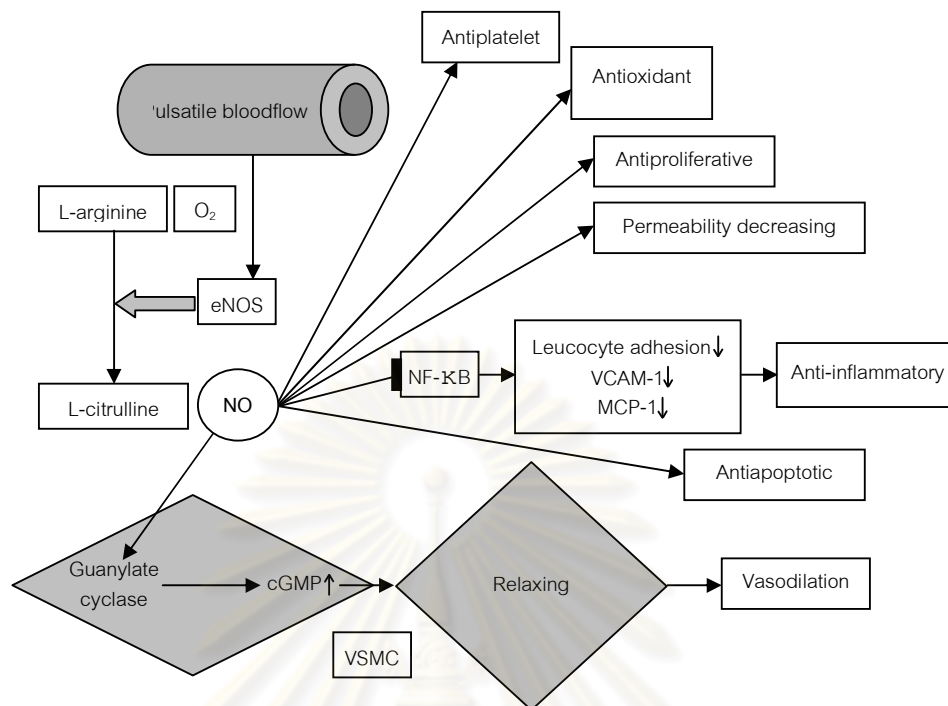 Antiplatelet
Antioxidant
ulsatile bloodflow
Antiproliferative
L-arginine
O₂
Permeability decreasing
eNOS
Leucocyte adhesion↓
VCAM-1↓
MCP-1↓
NF-κB
Anti-inflammatory
L-citrulline
NO
Antiapoptotic
Guanylate
cyclase
cGMP↑
Relaxing
Vasodilation
VSMC